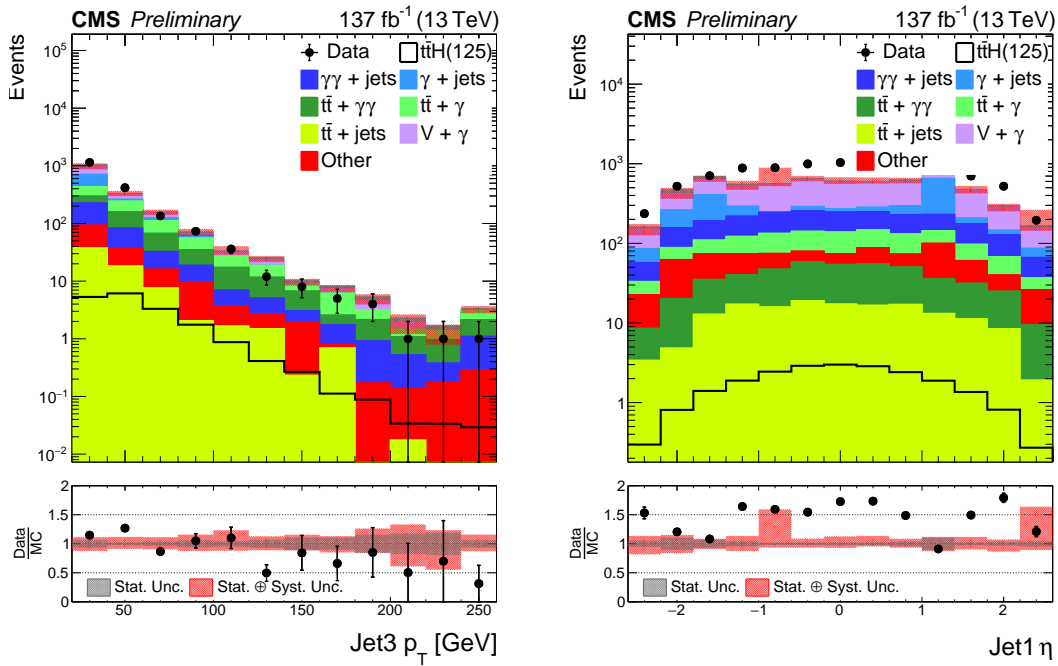 CMS Preliminary 137 fb⁻¹ (13 TeV)
Events
10⁵
10⁴
10³
10²
10
1
10⁻¹
10⁻²
Data tt̄H(125)
γγ + jets γ + jets
tt̄ + γγ tt̄ + γ
tt̄ + jets V + γ
Other
Data
MC
2
1.5
1
0.5
0
Stat. Unc. Stat. ⊕ Syst. Unc.
50 100 150 200 250
Jet3 p_T [GeV]
CMS Preliminary 137 fb⁻¹ (13 TeV)
Events
10⁴
10³
10²
10
1
Data tt̄H(125)
γγ + jets γ + jets
tt̄ + γγ tt̄ + γ
tt̄ + jets V + γ
Other
Data
MC
2
1.5
1
0.5
0
Stat. Unc. Stat. ⊕ Syst. Unc.
−2 −1 0 1 2
Jet1 η